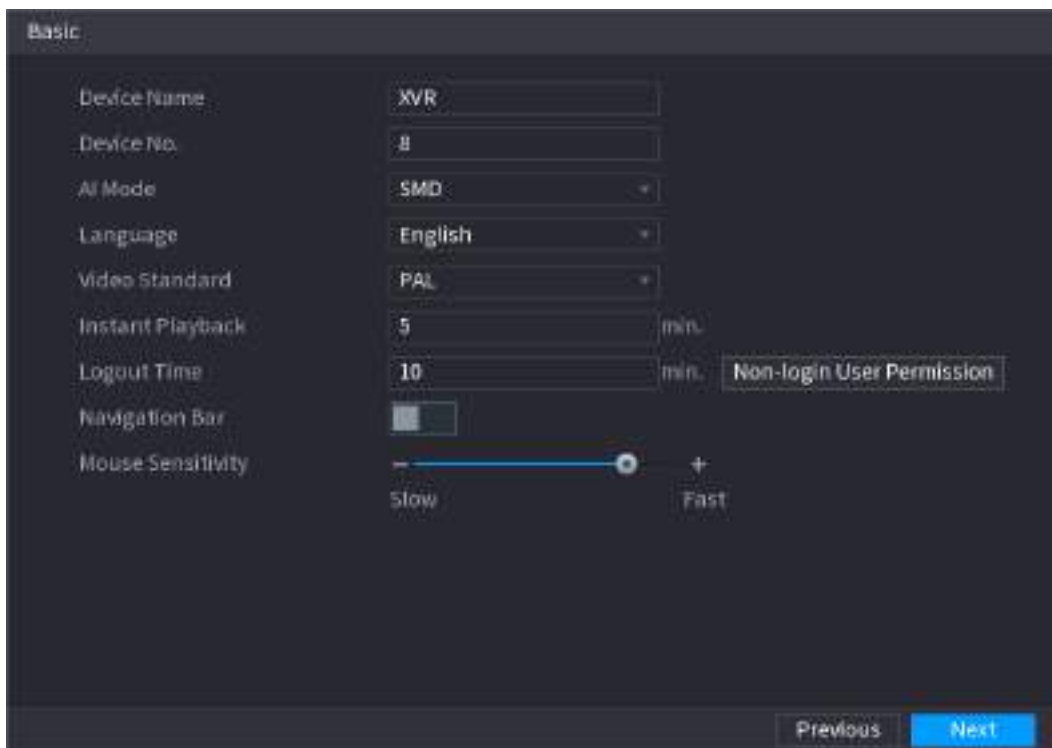 Basic
Device Name XVR
Device No. 8
AI Mode SMD
Language English
Video Standard PAL
Instant Playback 5 min.
Logout Time 10 min. Non-login User Permission
Navigation Bar
Mouse Sensitivity − +
Slow Fast
Previous Next